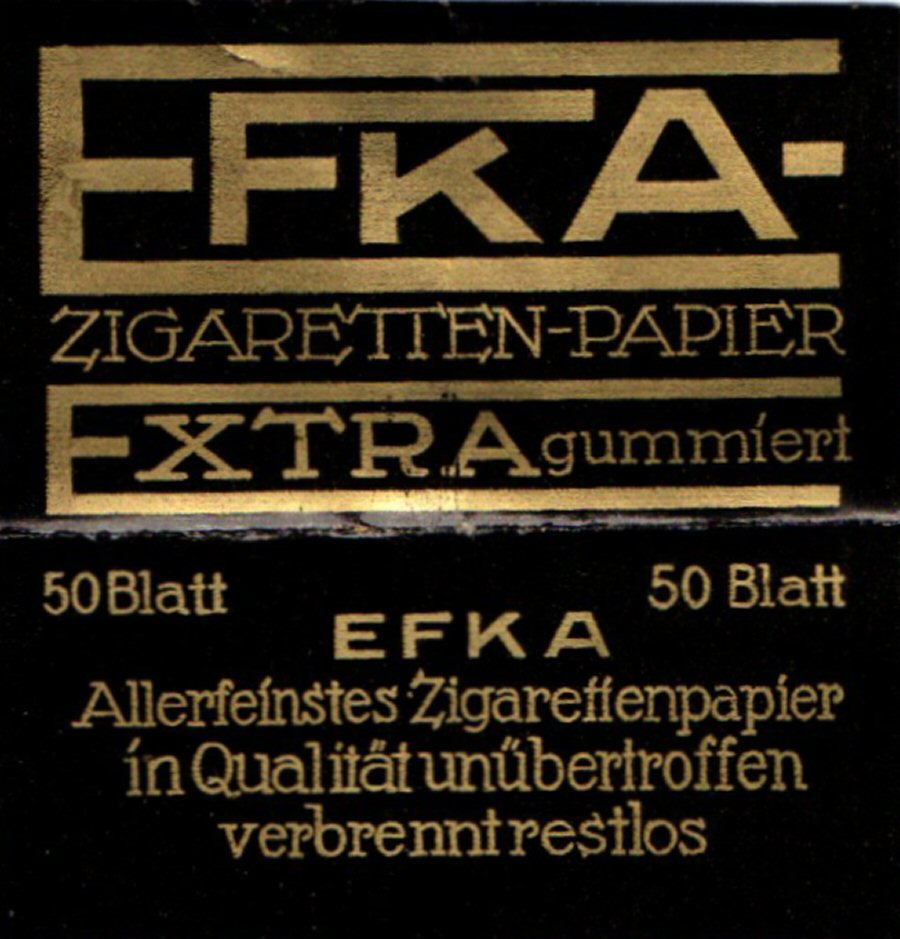 EFKA-
ZIGARETTEN-PAPIER
EXTRA gummiert
50 Blatt 50 Blatt
EFKA
Allerfeinstes Zigarettenpapier
in Qualität unübertroffen
verbrennt restlos